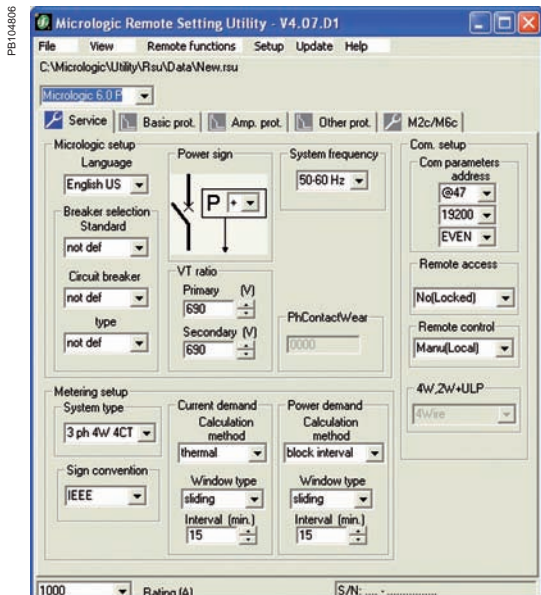 PB104806
Micrologic Remote Setting Utility - V4.07.D1
File View Remote functions Setup Update Help
C:\Micrologic\Utility\Rsu\Data\New.rsu
Micrologic 6.0 P
Service Basic prot. Amp. prot. Other prot. M2c/M6c
Micrologic setup
Language
English US
Breaker selection
Standard
not def
Circuit breaker
not def
type
not def
Power sign
P +
VT ratio
Primary (V)
690
Secondary (V)
690
System frequency
50-60 Hz
PhContactWear
0000
Com. setup
Com parameters
address
@47
19200
EVEN
Remote access
No(Locked)
Remote control
Manu(Local)
4W,2W+ULP
4Wire
Metering setup
System type
3 ph 4W 4CT
Sign convention
IEEE
Current demand
Calculation
method
thermal
Window type
sliding
Interval (min.)
15
Power demand
Calculation
method
block interval
Window type
sliding
Interval (min.)
15
1000 Rating (A) S/N: .... - ................